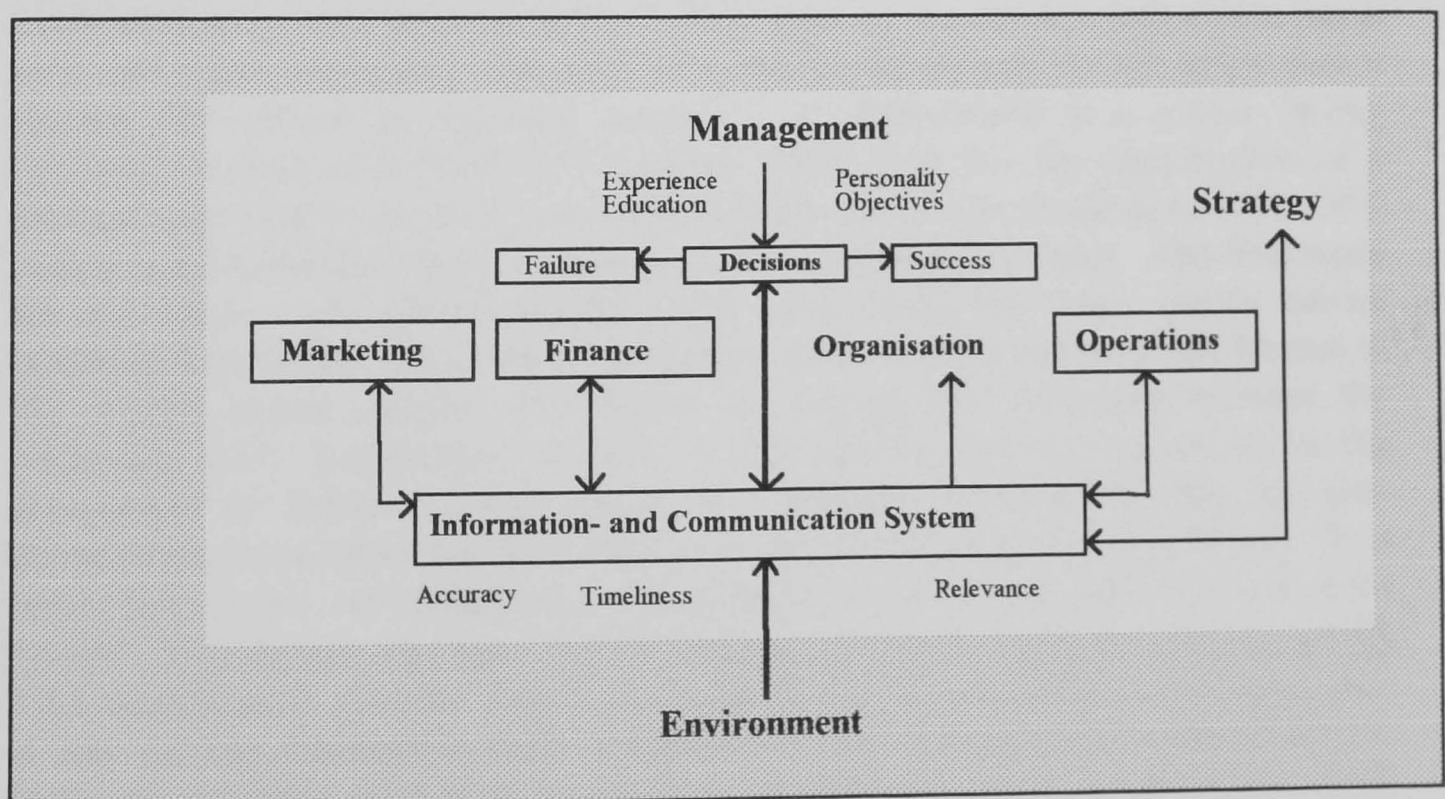 Management
Experience
Education
Personality
Objectives
Strategy
Failure
Decisions
Success
Marketing
Finance
Organisation
Operations
Information- and Communication System
Accuracy
Timeliness
Relevance
Environment